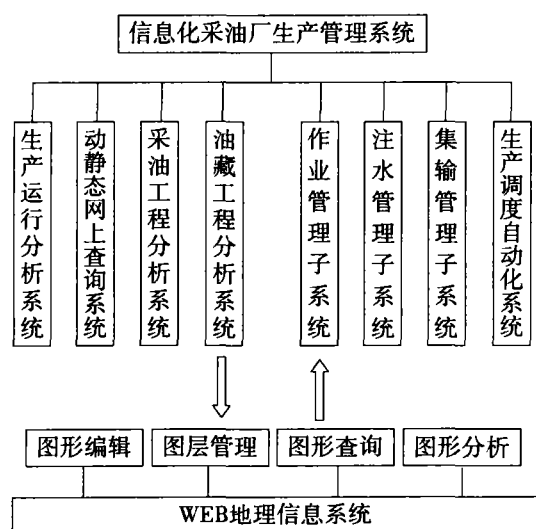 信息化采油厂生产管理系统
生产运行分析系统
动静态网上查询系统
采油工程分析系统
油藏工程分析系统
作业管理子系统
注水管理子系统
集输管理子系统
生产调度自动化系统
图形编辑
图层管理
图形查询
图形分析
WEB地理信息系统